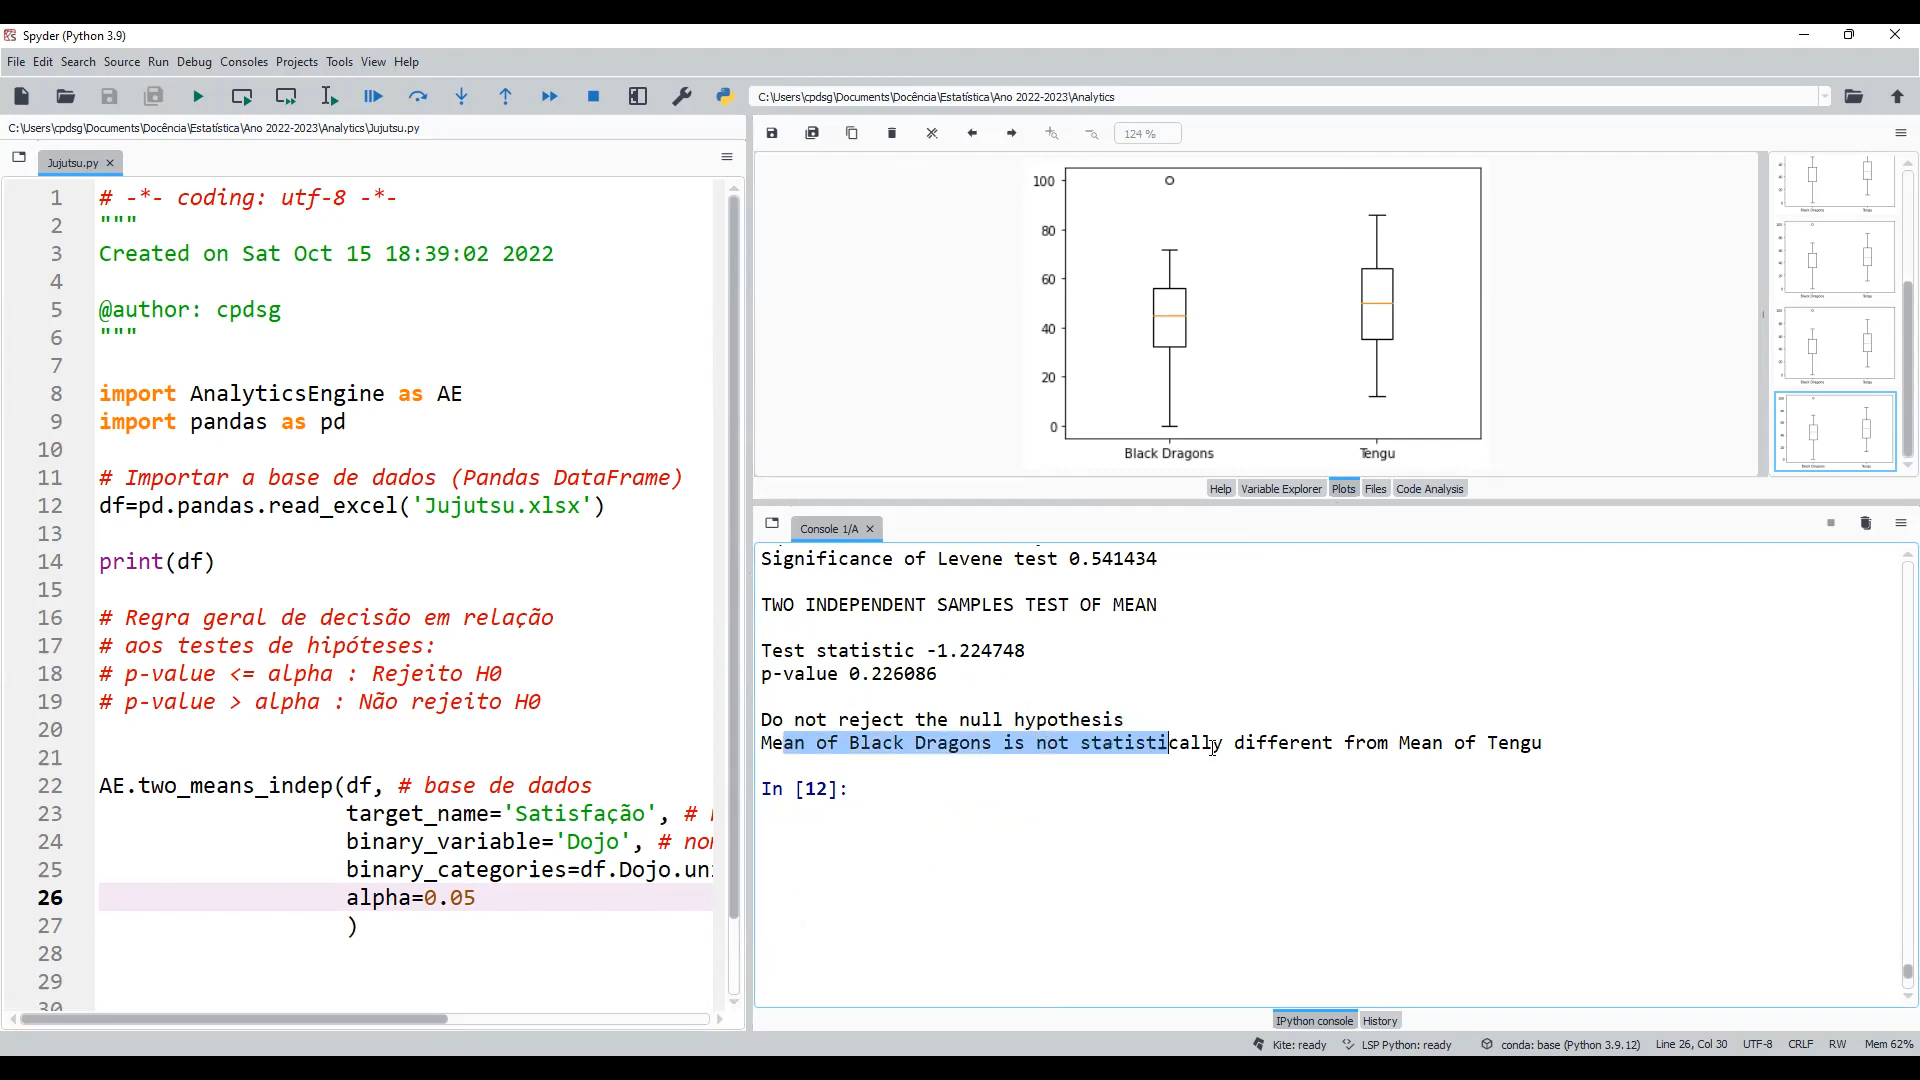 Spyder (Python 3.9)
File Edit Search Source Run Debug Consoles Projects Tools View Help
C:\Users\cpdsg\Documents\Docência\Estatística\Ano 2022-2023\Analytics
C:\Users\cpdsg\Documents\Docência\Estatística\Ano 2022-2023\Analytics\Jujutsu.py
Jujutsu.py
1 # -*- coding: utf-8 -*-
2 """
3 Created on Sat Oct 15 18:39:02 2022
4
5 @author: cpdsg
6 """
7
8 import AnalyticsEngine as AE
9 import pandas as pd
10
11 # Importar a base de dados (Pandas DataFrame)
12 df=pd.pandas.read_excel('Jujutsu.xlsx')
13
14 print(df)
15
16 # Regra geral de decisão em relação
17 # aos testes de hipóteses:
18 # p-value <= alpha : Rejeito H0
19 # p-value > alpha : Não rejeito H0
20
21
22 AE.two_means_indep(df, # base de dados
23 target_name='Satisfação', #
24 binary_variable='Dojo', # no
25 binary_categories=df.Dojo.un
26 alpha=0.05
27 )
28
29
30
124 %
100
80
60
40
20
0
Black Dragons Tengu
Help Variable Explorer Plots Files Code Analysis
Console 1/A
Significance of Levene test 0.541434
TWO INDEPENDENT SAMPLES TEST OF MEAN
Test statistic -1.224748
p-value 0.226086
Do not reject the null hypothesis
Mean of Black Dragons is not statistically different from Mean of Tengu
In [12]:
IPython console History
Kite: ready LSP Python: ready conda: base (Python 3.9.12) Line 26, Col 30 UTF-8 CRLF RW Mem 62%